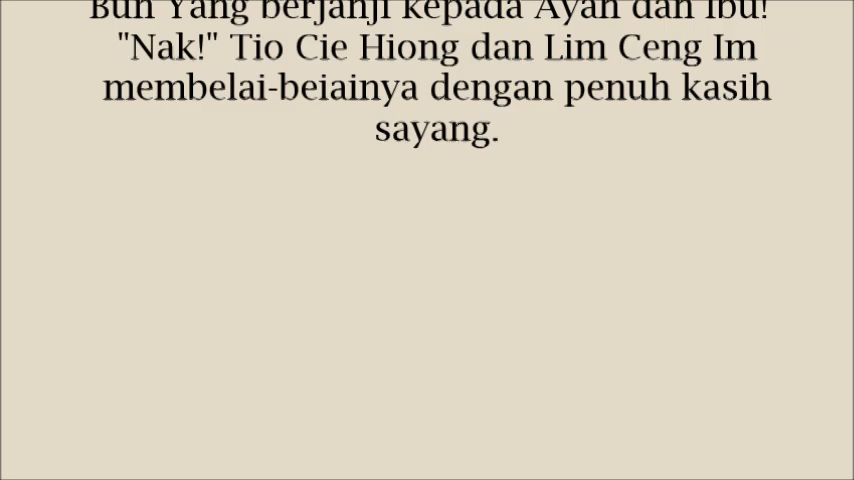 Bun Yang berjanji kepada Ayah dan Ibu!"
"Nak!" Tio Cie Hiong dan Lim Ceng Im
membelai-beiainya dengan penuh kasih
sayang.